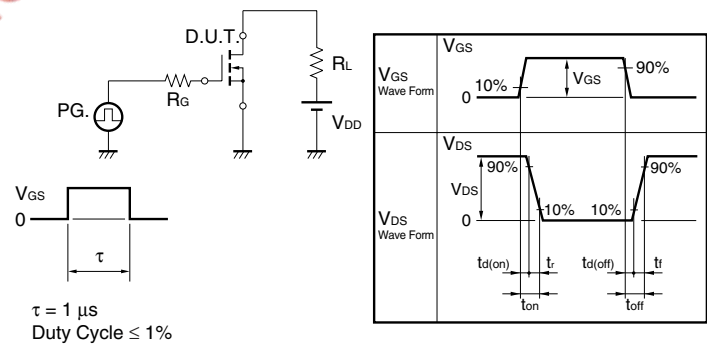 D.U.T.
RL
RG
PG.
VDD
VGS
0
τ
τ = 1 μs
Duty Cycle ≤ 1%
VGS
Wave Form
VGS
10%
VGS
90%
0
VDS
Wave Form
VDS
90%
90%
VDS
10%
10%
0
td(on)
tr
td(off)
tf
ton
toff